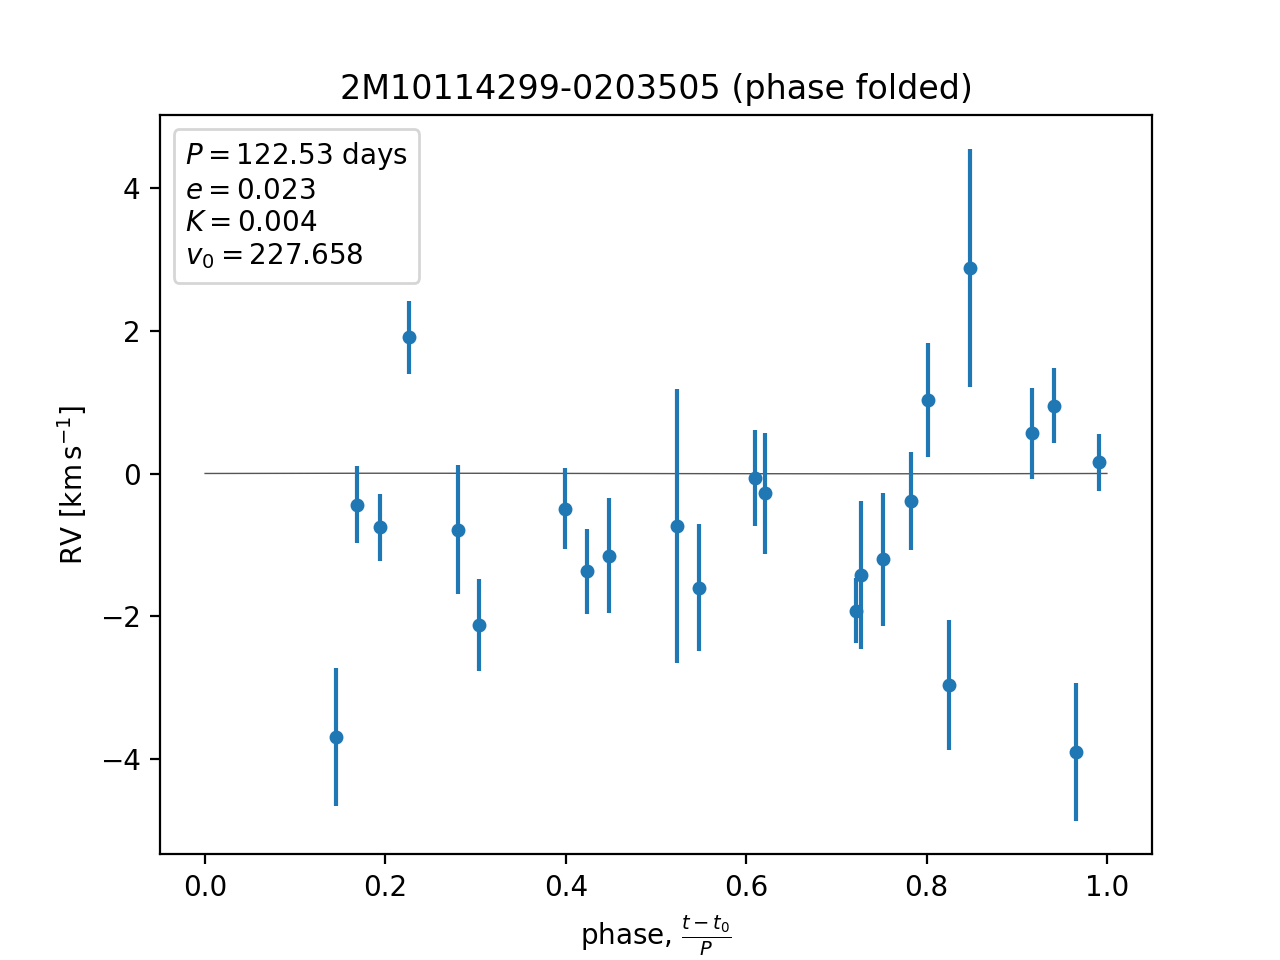 2M10114299-0203505 (phase folded)
P = 122.53 days
e = 0.023
K = 0.004
v₀ = 227.658
4
2
0
−2
−4
RV [km s⁻¹]
0.0 0.2 0.4 0.6 0.8 1.0
phase, (t − t₀)/P